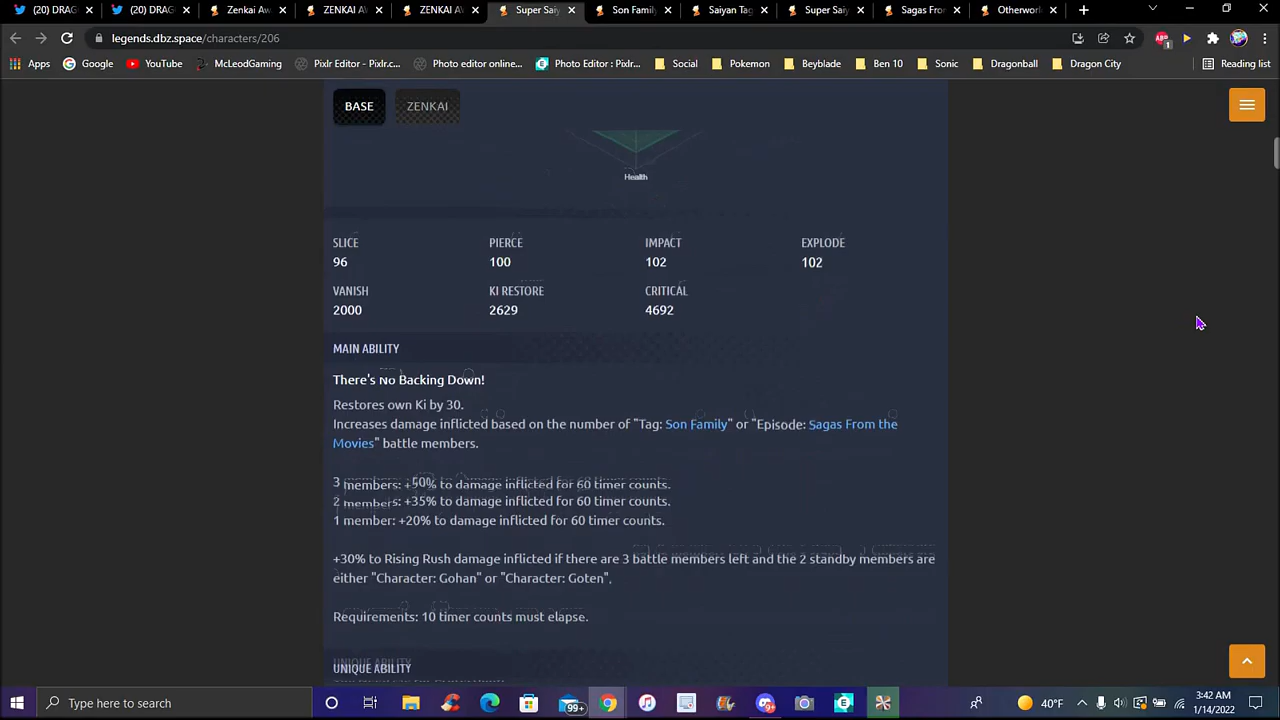 (20) DRAG
(20) DRAG
Zenkai Aw
ZENKAI AV
ZENKAI AV
Super Saiy
Son Family
Saiyan Tag
Super Saiy
Sagas Fro
Otherwor
legends.dbz.space/characters/206
Apps
Google
YouTube
McLeodGaming
Pixlr.com - Pixlr.c...
Photo editor online...
Photo Editor : Pixlr...
Social
Pokemon
Beyblade
Ben 10
Sonic
Dragonball
Dragon City
Reading list
BASE
ZENKAI
Health
SLICE
PIERCE
IMPACT
EXPLODE
96
100
102
102
VANISH
KI RESTORE
CRITICAL
2000
2629
4692
MAIN ABILITY
There's No Backing Down!
Restores own Ki by 30.
Increases damage inflicted based on the number of "Tag: Son Family" or "Episode: Sagas From the
Movies" battle members.
3 members: +50% to damage inflicted for 60 timer counts.
2 members: +35% to damage inflicted for 60 timer counts.
1 member: +20% to damage inflicted for 60 timer counts.
+30% to Rising Rush damage inflicted if there are 3 battle members left and the 2 standby members are
either "Character: Gohan" or "Character: Goten",
Requirements: 10 timer counts must elapse.
UNIQUE ABILITY
Type here to search
99+
40°F
3:42 AM
1/14/2022